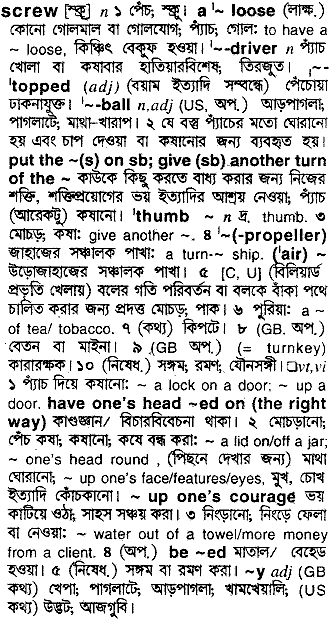 screw [স্ক্রূ] n ১ পেঁচ; স্ক্রু। a ˈ~ loose (লাক্ষ.)
কোনো গোলমাল বা গোলযোগ; প্যাঁচ; গোল: to have a
~ loose, কিঞ্চিৎ বেকুফ হওয়া। ˈ~-driver n প্যাচ
খোলা বা কষাবার হাতিয়ারবিশেষ; তিরজুত। ˌ~-
ˈtopped (adj) (বয়াম ইত্যাদি সম্বন্ধে) পেঁচোয়া
ঢাকনাযুক্ত। ˈ~-ball n,adj (US, অপ.) আড়পাগলা;
পাগলাটে; মাথা-খারাপ। ২ যে বস্তু প্যাচের মতো ঘোরানো
হয় এবং চাপ দেওয়া বা কষানোর জন্য ব্যবহৃত হয়।
put the ~(s) on sb; give (sb) another turn
of the ~ কাউকে কিছু করতে বাধ্য করার জন্য নিজের
শক্তি, শক্তিপ্রয়োগের ভয় ইত্যাদির আশ্রয় নেওয়া; প্যাচ
(আরেকটু) কষানো। ˈthumb ~ n দ্র. thumb. ৩
মোচড়; কষা: give another ~. ৪ ˈ~(-propeller)
জাহাজের সঞ্চালক পাখা: a turn-~ ship. (ˈair) ~
উড়োজাহাজের সঞ্চালক পাখা। ৫ [C, U] (বিলিয়ার্ড
প্রভৃতি খেলায়) বলের গতি পরিবর্তন বা বলকে বাঁকা পথে
চালিত করার জন্য প্রদত্ত মোচড়; পাক। ৬ পুরিয়া: a ~
of tea/ tobacco. ৭ (কথ্য) কিপটে। ৮ (GB. অপ.)
বেতন বা মাইনা। ৯ (GB অপ.) (= turnkey)
কারারক্ষক। ১০ (নিষেধ.) সঙ্গম; রমণ; যৌনসঙ্গী। □vt,vi
১ প্যাচ দিয়ে কষানো: ~ a lock on a door; ~ up a
door. have one's head ~ed on (the right
way) কাণ্ডজ্ঞান/ বিচারবিবেচনা থাকা। ২ মোচড়ানো;
পেঁচ কষা; কষানো; কষে বন্ধ করা: ~ a lid on/off a jar;
~ one's head round , (পিছনে দেখার জন্য) মাথা
ঘোরানো; ~ up one's face/features/eyes, মুখ, চোখ
ইত্যাদি কোঁচকানো। ~ up one's courage ভয়
কাটিয়ে ওঠা; সাহস সঞ্চয় করা। ৩ নিংড়ানো; নিংড়ে ফেলা
বা নেওয়া: ~ water out of a towel/more money
from a client. ৪ (অপ.) be ~ed মাতাল/ বেহেড
হওয়া। ৫ (নিষেধ.) সঙ্গম বা রমণ করা। ~y adj (GB
কথ্য) খেপা; পাগলাটে; আড়পাগলা; খামখেয়ালি; (US
কথ্য) উদ্ভট; আজগুবি।